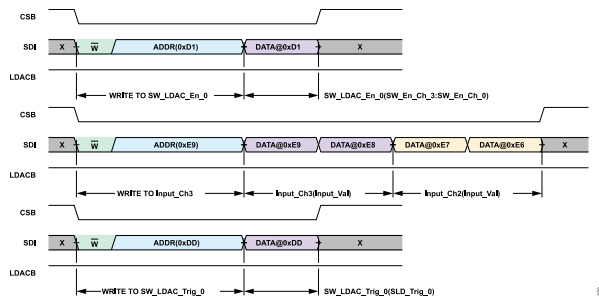 CSB
SDI X W ADDR(0xD1) DATA@0xD1 X
LDACB
WRITE TO SW_LDAC_En_0 SW_LDAC_En_0(SW_En_Ch_3:SW_En_Ch_0)
CSB
SDI X W ADDR(0xE9) DATA@0xE9 DATA@0xE8 DATA@0xE7 DATA@0xE6 X
LDACB
WRITE TO Input_Ch3 Input_Ch3(Input_Val) Input_Ch2(Input_Val)
CSB
SDI X W ADDR(0xDD) DATA@0xDD X
LDACB
WRITE TO SW_LDAC_Trig_0 SW_LDAC_Trig_0(SLD_Trig_0)